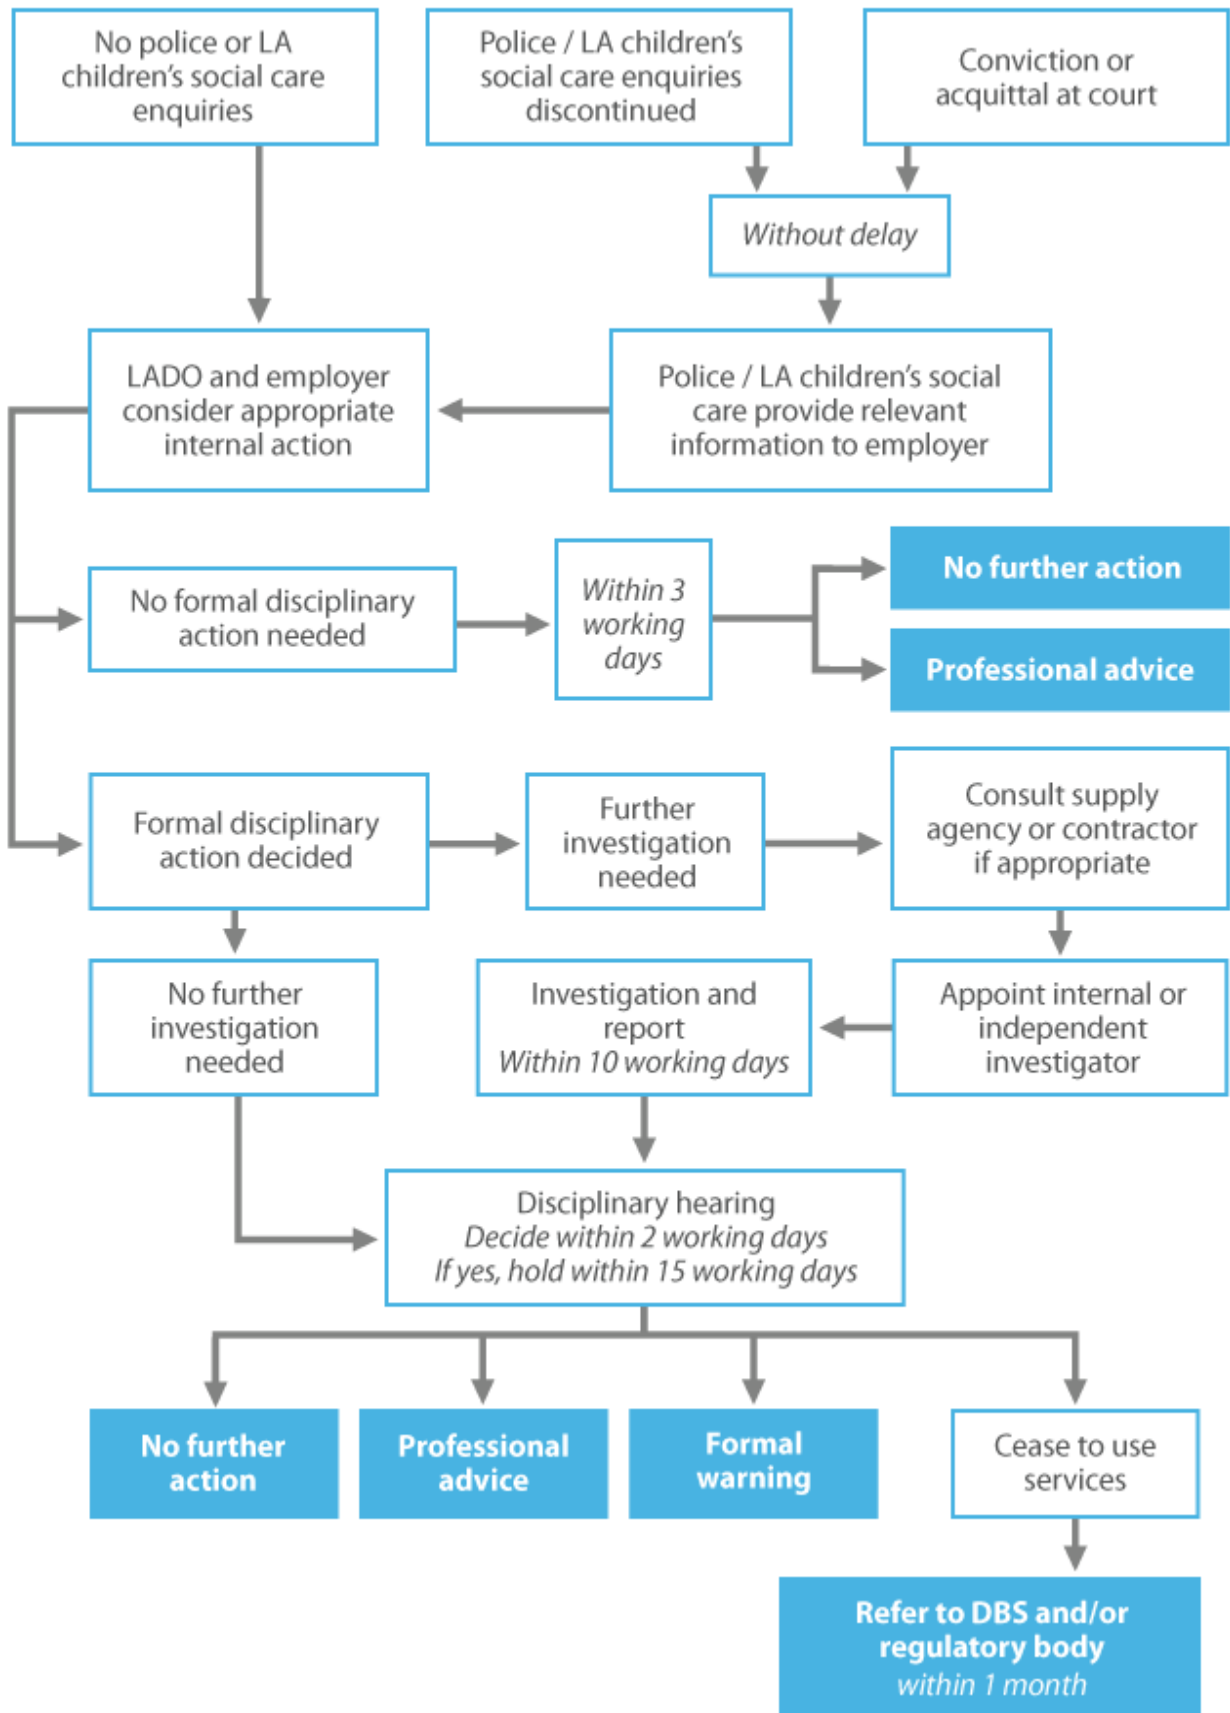 No police or LA
children's social care
enquiries
Police / LA children's
social care enquiries
discontinued
Conviction or
acquittal at court
Without delay
LADO and employer
consider appropriate
internal action
Police / LA children's social
care provide relevant
information to employer
No formal disciplinary
action needed
Within 3
working
days
No further action
Professional advice
Formal disciplinary
action decided
Further
investigation
needed
Consult supply
agency or contractor
if appropriate
No further
investigation
needed
Investigation and
report
Within 10 working days
Appoint internal or
independent
investigator
Disciplinary hearing
Decide within 2 working days
If yes, hold within 15 working days
No further
action
Professional
advice
Formal
warning
Cease to use
services
Refer to DBS and/or
regulatory body
within 1 month